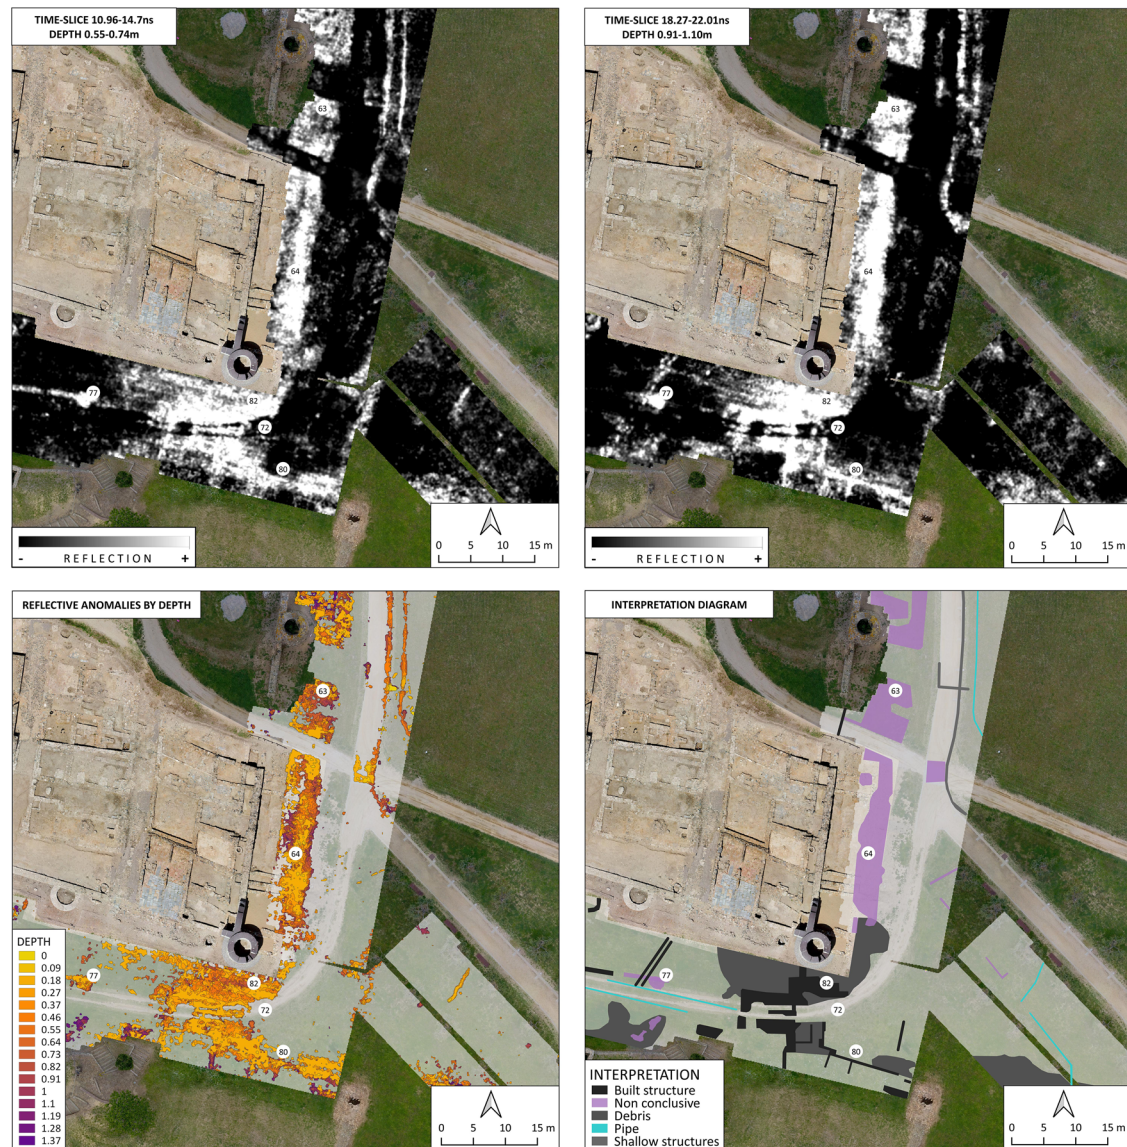 TIME-SLICE 10.96-14.7ns
DEPTH 0.55-0.74m
63
64
77
82
72
80
- REFLECTION +
0 5 10 15 m
TIME-SLICE 18.27-22.01ns
DEPTH 0.91-1.10m
63
64
77
82
72
80
- REFLECTION +
0 5 10 15 m
REFLECTIVE ANOMALIES BY DEPTH
63
64
77
82
72
80
DEPTH
0
0.09
0.18
0.27
0.37
0.46
0.55
0.64
0.73
0.82
0.91
1
1.1
1.19
1.28
1.37
0 5 10 15 m
INTERPRETATION DIAGRAM
63
64
77
82
72
80
INTERPRETATION
Built structure
Non conclusive
Debris
Pipe
Shallow structures
0 5 10 15 m